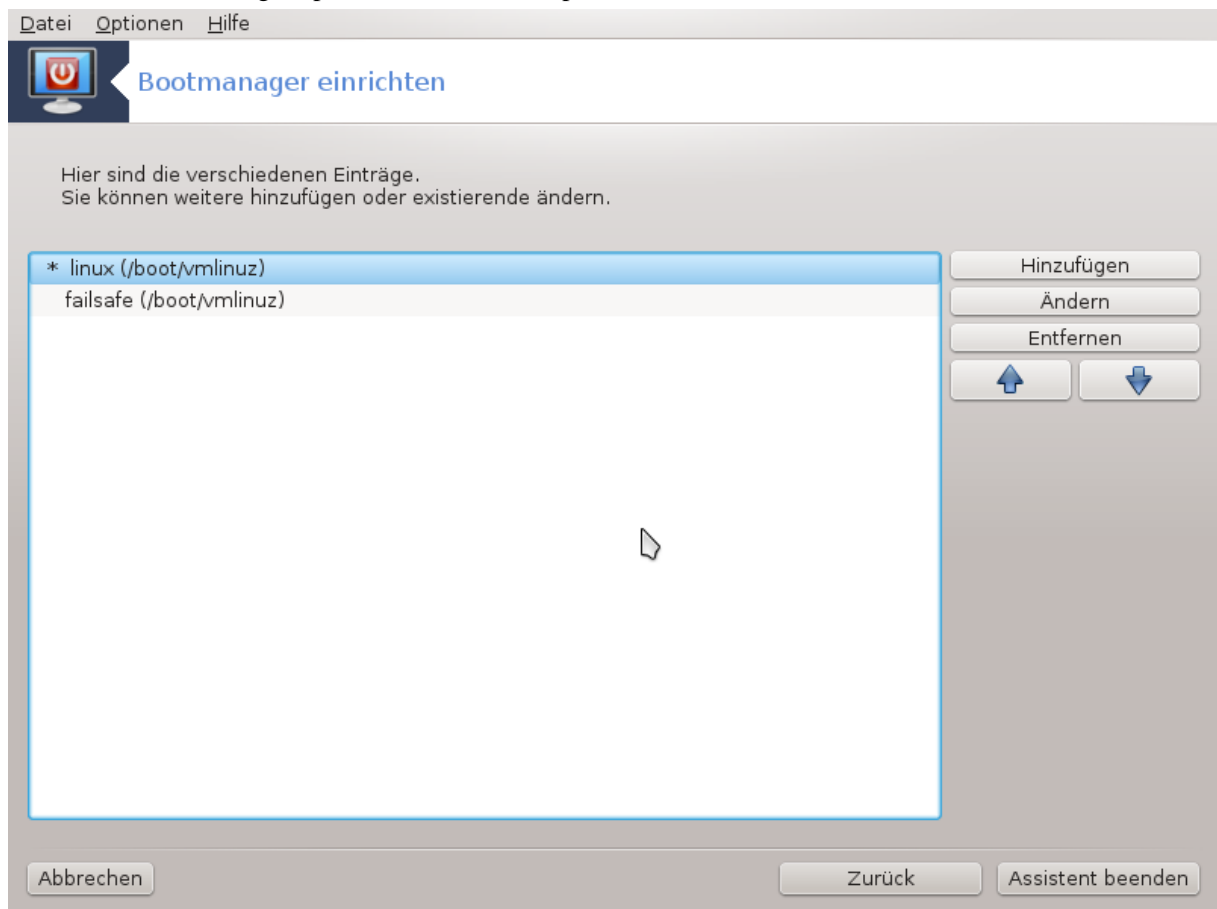 Datei Optionen Hilfe
Bootmanager einrichten
Hier sind die verschiedenen Einträge.
Sie können weitere hinzufügen oder existierende ändern.
* linux (/boot/vmlinuz)
failsafe (/boot/vmlinuz)
Hinzufügen
Ändern
Entfernen
Abbrechen
Zurück
Assistent beenden